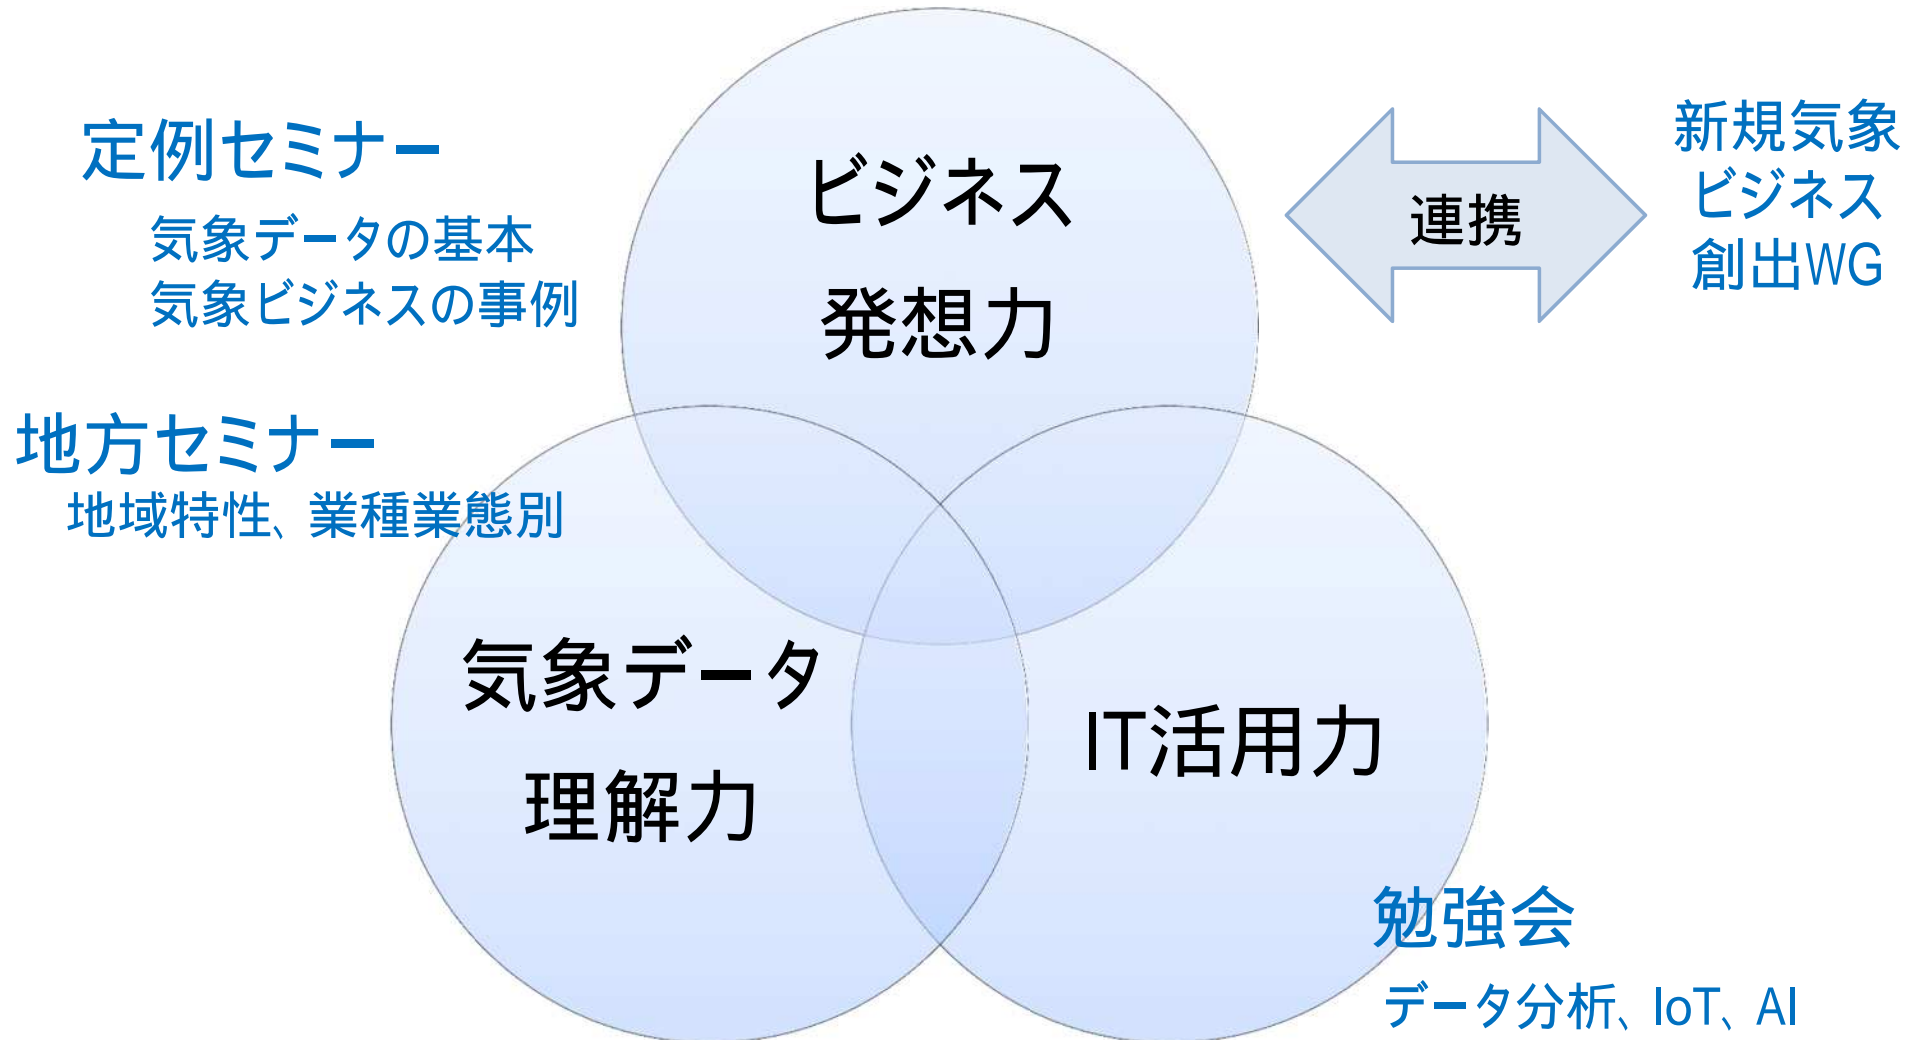 定例セミナー
気象データの基本
気象ビジネスの事例
地方セミナー
地域特性、業種業態別
ビジネス
発想力
連携
新規気象
ビジネス
創出WG
気象データ
理解力
IT活用力
勉強会
データ分析、IoT、AI